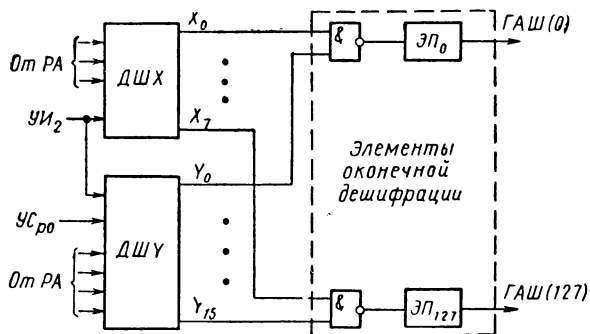 От РА
УИ₂
УС_ро
От РА
ДШХ
ДШY
X₀
X₇
Y₀
Y₁₅
&
ЭП₀
ГАШ(0)
Элементы
оконечной
дешифрации
&
ЭП₁₂₇
ГАШ(127)